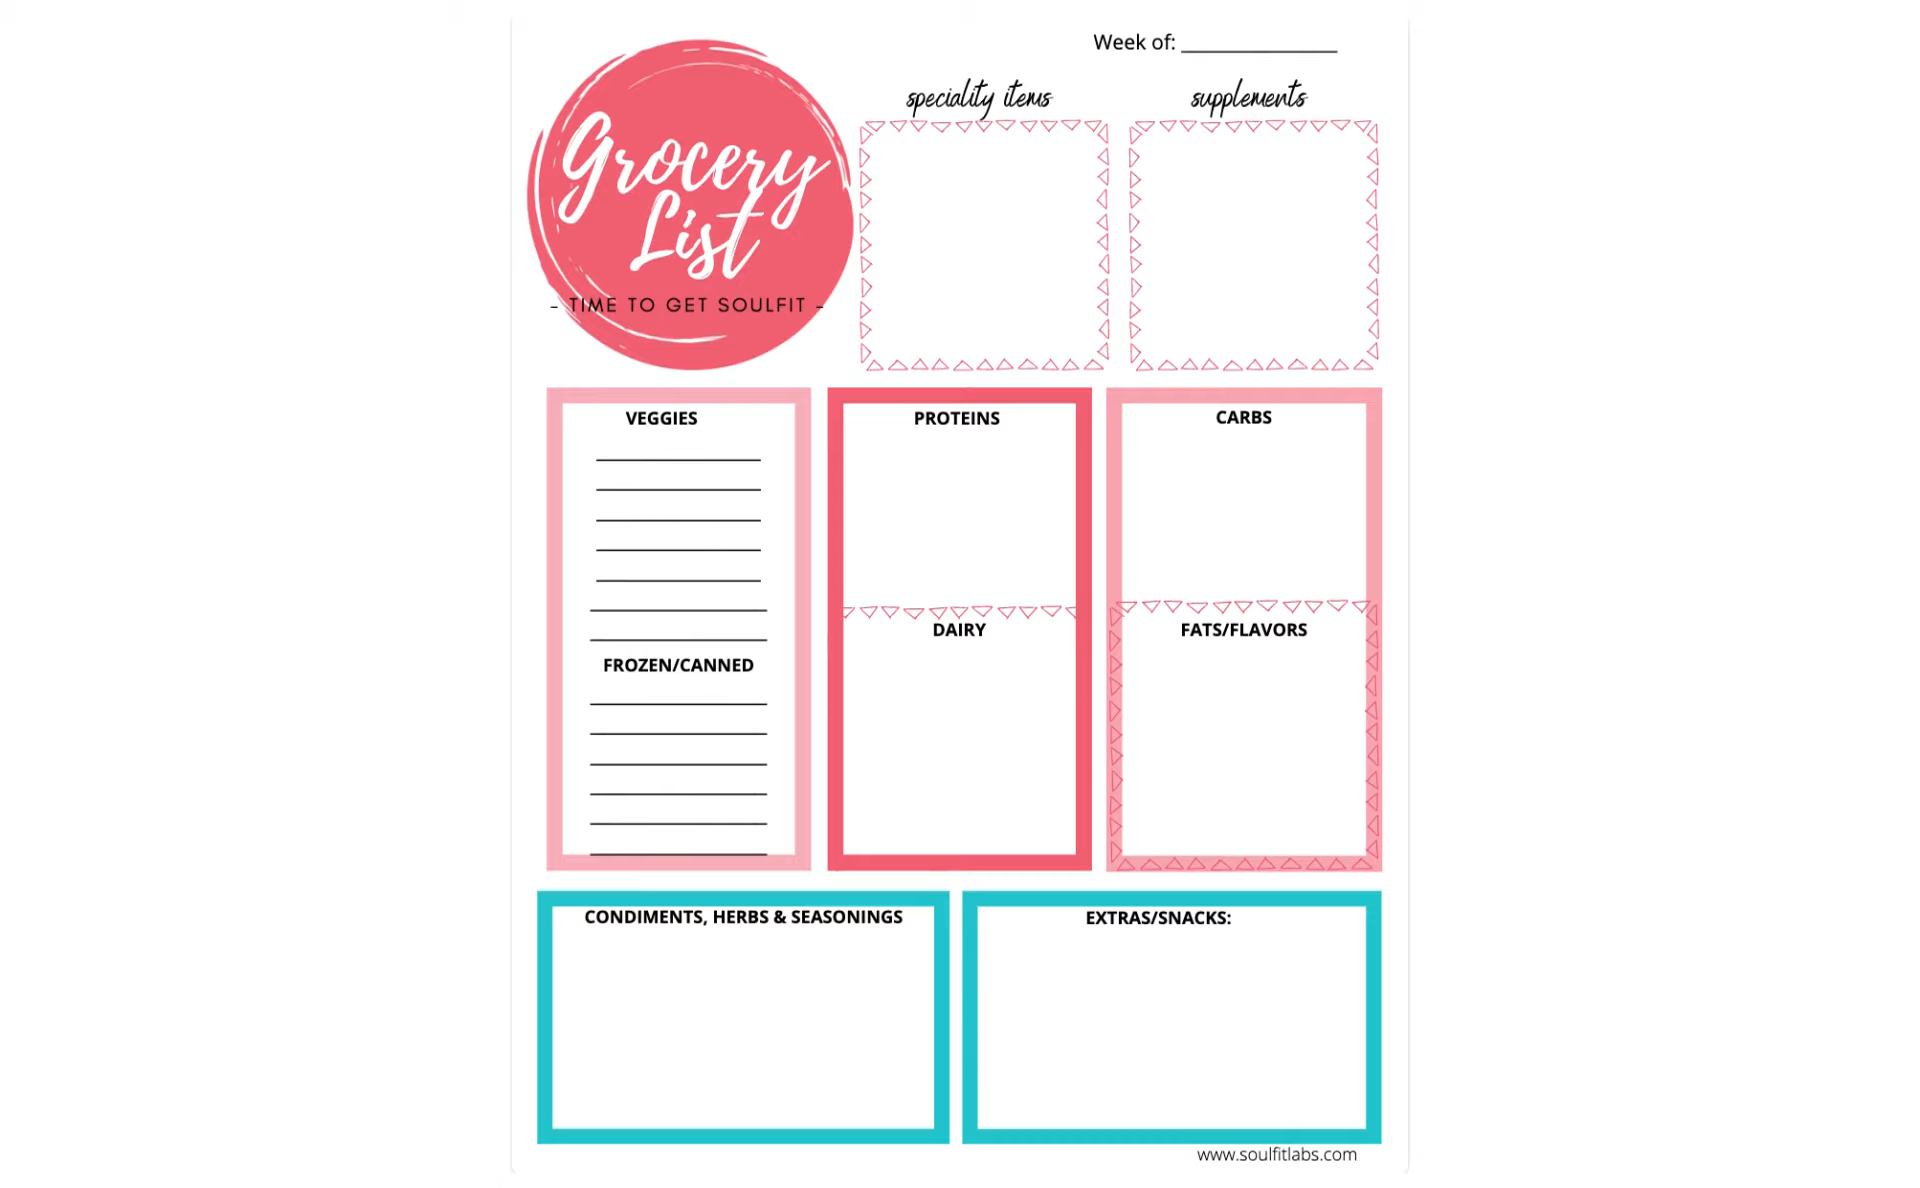 Week of: _______________
Grocery
List
- TIME TO GET SOULFIT -
speciality items
supplements
VEGGIES
FROZEN/CANNED
PROTEINS
DAIRY
CARBS
FATS/FLAVORS
CONDIMENTS, HERBS & SEASONINGS
EXTRAS/SNACKS:
www.soulfitlabs.com